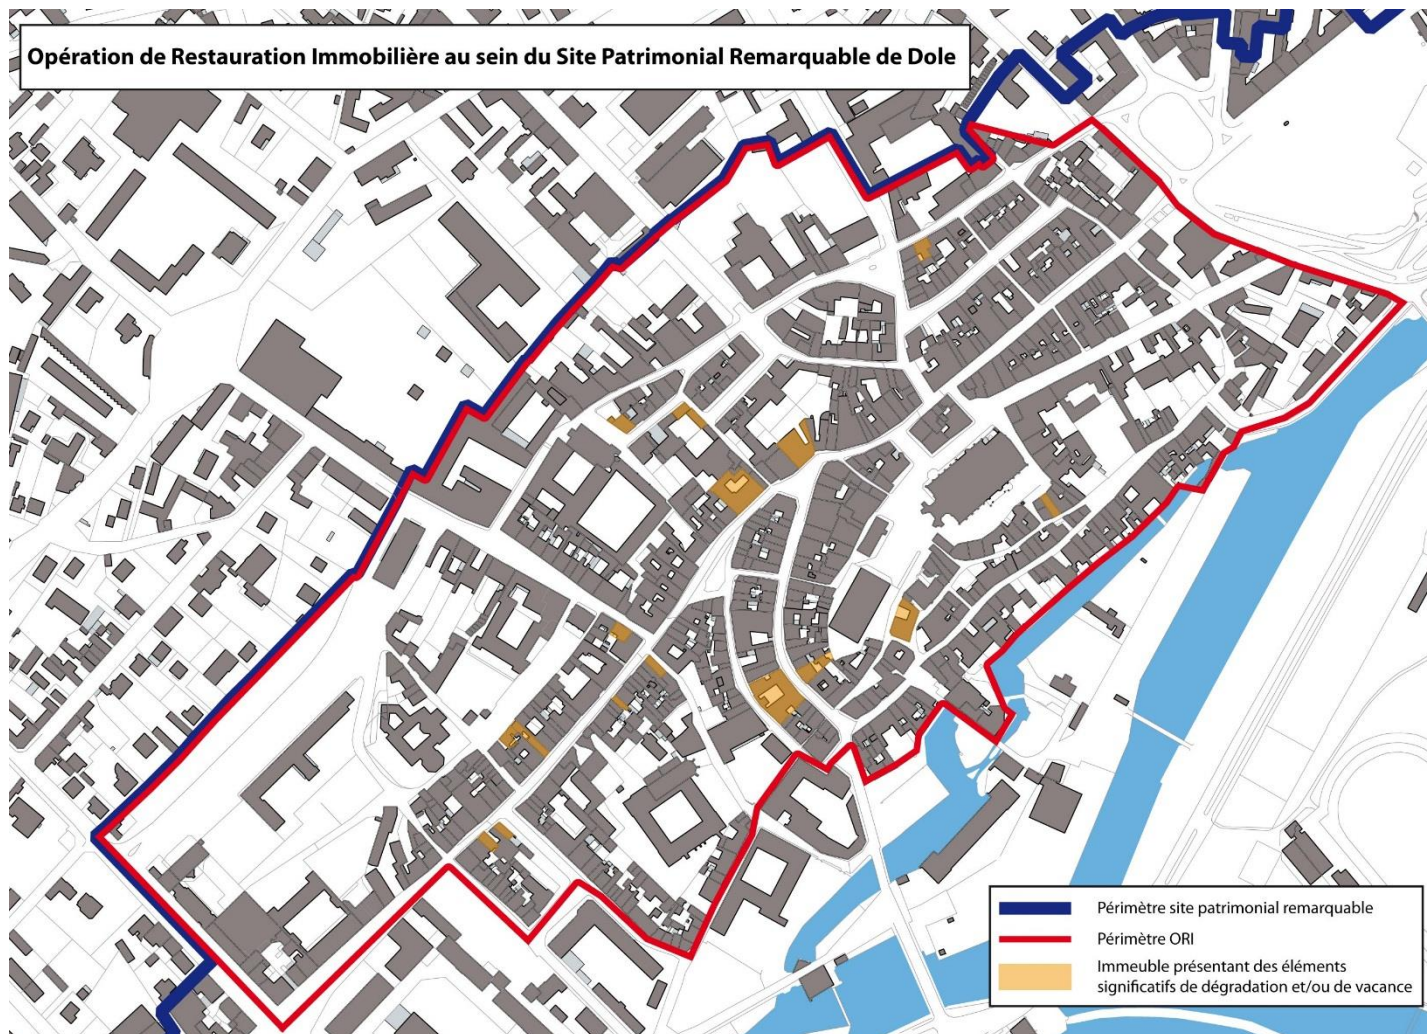 Opération de Restauration Immobilière au sein du Site Patrimonial Remarquable de Dole
Périmètre site patrimonial remarquable
Périmètre ORI
Immeuble présentant des éléments
significatifs de dégradation et/ou de vacance